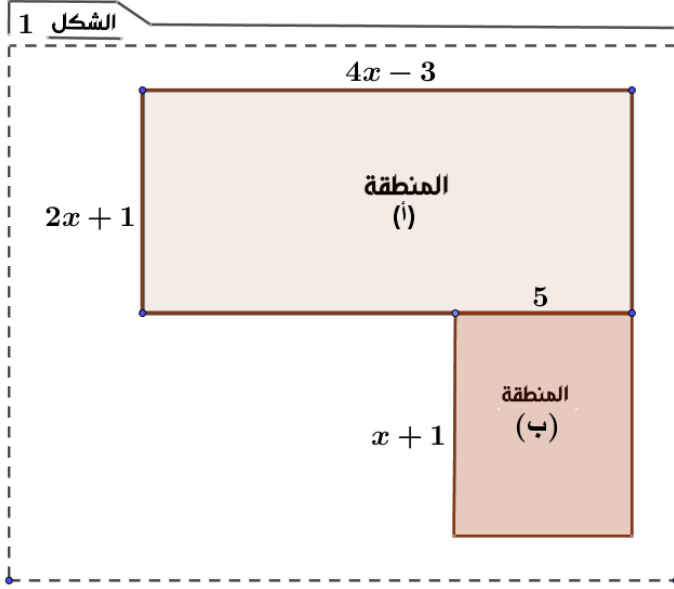 الشكل 1
4x − 3
المنطقة
(أ)
2x + 1
5
المنطقة
(ب)
x + 1